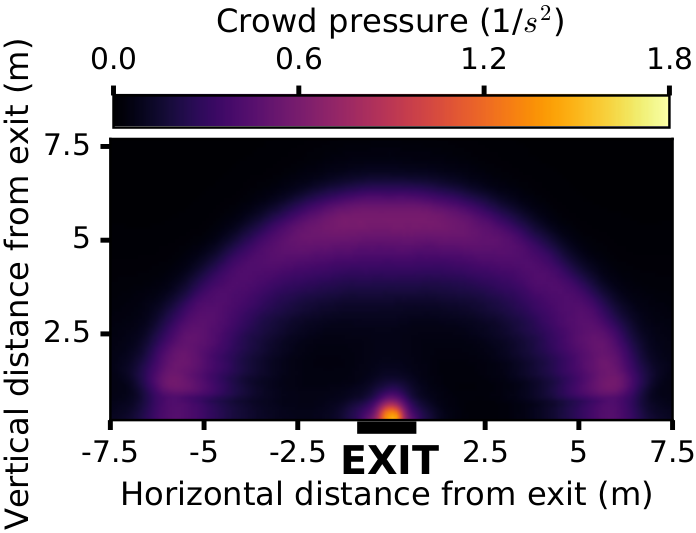 Crowd pressure (1/s²)
0.0 0.6 1.2 1.8
Vertical distance from exit (m)
7.5
5
2.5
-7.5 -5 -2.5 EXIT 2.5 5 7.5
Horizontal distance from exit (m)